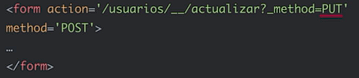 <form action='/usuarios/__/actualizar?_method=PUT'
method='POST'>
…
</form>